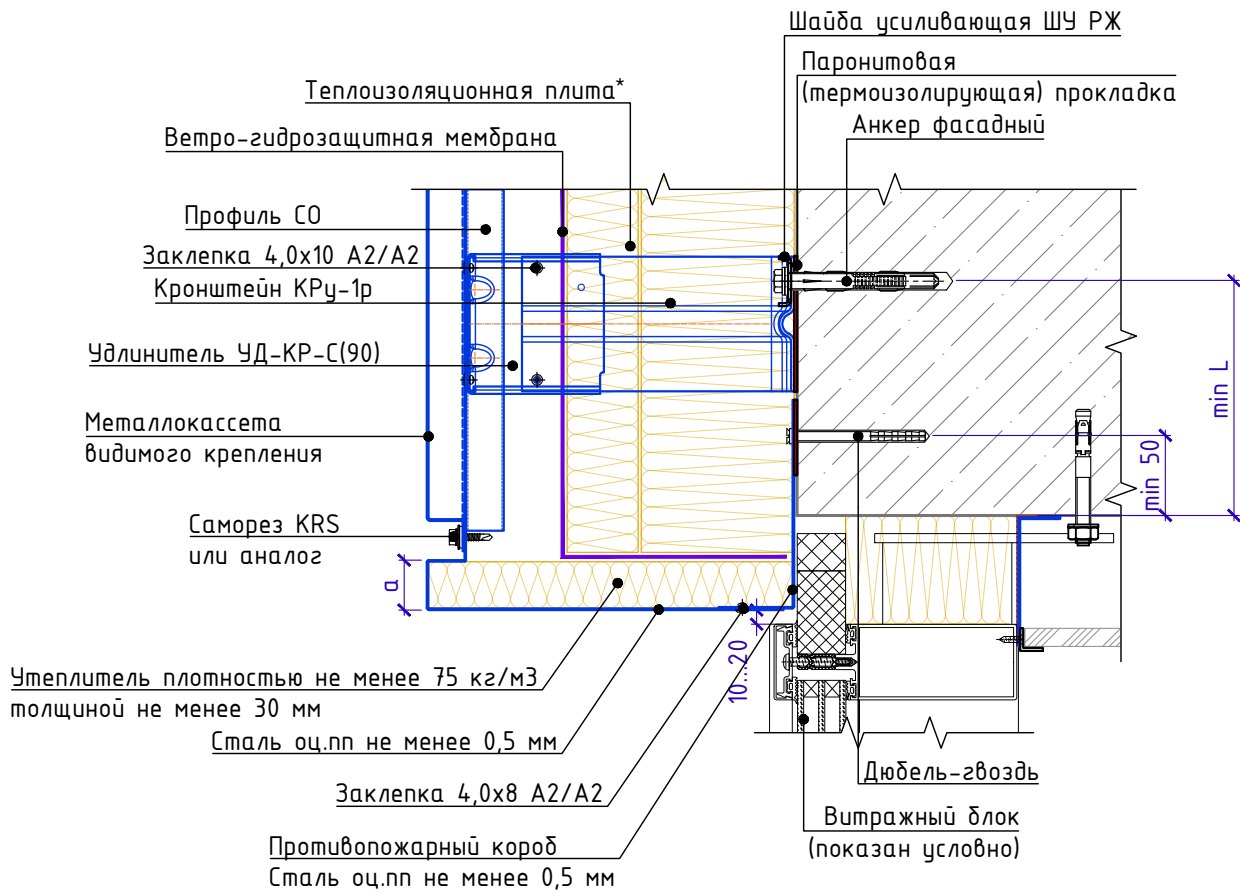 Шайба усиливающая ШУ РЖ
Паронитовая
(термоизолирующая) прокладка
Анкер фасадный
Теплоизоляционная плита*
Ветро-гидрозащитная мембрана
Профиль СО
Заклепка 4,0х10 А2/А2
Кронштейн КРу-1р
Удлинитель УД-КР-С(90)
Металлокассета
видимого крепления
Саморез KRS
или аналог
а
min L
min 50
10...20
Утеплитель плотностью не менее 75 кг/м3
толщиной не менее 30 мм
Сталь оц.пп не менее 0,5 мм
Заклепка 4,0х8 А2/А2
Противопожарный короб
Сталь оц.пп не менее 0,5 мм
Дюбель-гвоздь
Витражный блок
(показан условно)